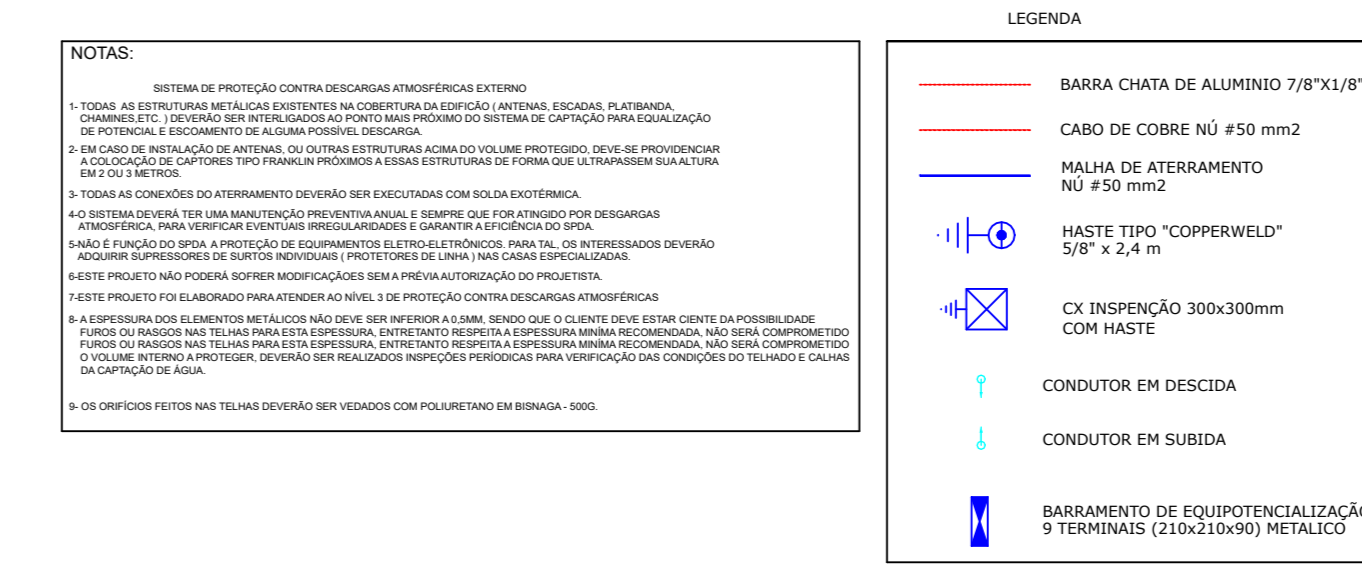 LEGENDA
NOTAS:
SISTEMA DE PROTEÇÃO CONTRA DESCARGAS ATMOSFÉRICAS EXTERNO
1- TODAS AS ESTRUTURAS METÁLICAS EXISTENTES NA COBERTURA DA EDIFICÃO ( ANTENAS, ESCADAS, PLATIBANDA,
CHAMINES,ETC. ) DEVERÃO SER INTERLIGADOS AO PONTO MAIS PRÓXIMO DO SISTEMA DE CAPTAÇÃO PARA EQUALIZAÇÃO
DE POTENCIAL E ESCOAMENTO DE ALGUMA POSSÍVEL DESCARGA.
2- EM CASO DE INSTALAÇÃO DE ANTENAS, OU OUTRAS ESTRUTURAS ACIMA DO VOLUME PROTEGIDO, DEVE-SE PROVIDENCIAR
A COLOCAÇÃO DE CAPTORES TIPO FRANKLIN PRÓXIMOS A ESSAS ESTRUTURAS DE FORMA QUE ULTRAPASSEM SUA ALTURA
EM 2 OU 3 METROS.
3- TODAS AS CONEXÕES DO ATERRAMENTO DEVERÃO SER EXECUTADAS COM SOLDA EXOTÉRMICA.
4-O SISTEMA DEVERÁ TER UMA MANUTENÇÃO PREVENTIVA ANUAL E SEMPRE QUE FOR ATINGIDO POR DESGARGAS
ATMOSFÉRICA, PARA VERIFICAR EVENTUAIS IRREGULARIDADES E GARANTIR A EFICIÊNCIA DO SPDA.
5-NÃO É FUNÇÃO DO SPDA A PROTEÇÃO DE EQUIPAMENTOS ELETRO-ELETRÔNICOS. PARA TAL, OS INTERESSADOS DEVERÃO
ADQUIRIR SUPRESSORES DE SURTOS INDIVIDUAIS ( PROTETORES DE LINHA ) NAS CASAS ESPECIALIZADAS.
6-ESTE PROJETO NÃO PODERÁ SOFRER MODIFICAÇÃOES SEM A PRÉVIA AUTORIZAÇÃO DO PROJETISTA.
7-ESTE PROJETO FOI ELABORADO PARA ATENDER AO NÍVEL 3 DE PROTEÇÃO CONTRA DESCARGAS ATMOSFÉRICAS
8- A ESPESSURA DOS ELEMENTOS METÁLICOS NÃO DEVE SER INFERIOR A 0,5MM, SENDO QUE O CLIENTE DEVE ESTAR CIENTE DA POSSIBILIDADE
FUROS OU RASGOS NAS TELHAS PARA ESTA ESPESSURA, ENTRETANTO RESPEITA A ESPESSURA MINÍMA RECOMENDADA, NÃO SERÁ COMPROMETIDO
FUROS OU RASGOS NAS TELHAS PARA ESTA ESPESSURA, ENTRETANTO RESPEITA A ESPESSURA MINÍMA RECOMENDADA, NÃO SERÁ COMPROMETIDO
O VOLUME INTERNO A PROTEGER, DEVERÃO SER REALIZADOS INSPEÇÕES PERÍODICAS PARA VERIFICAÇÃO DAS CONDIÇÕES DO TELHADO E CALHAS
DA CAPTAÇÃO DE ÁGUA.
9- OS ORIFÍCIOS FEITOS NAS TELHAS DEVERÃO SER VEDADOS COM POLIURETANO EM BISNAGA - 500G.
BARRA CHATA DE ALUMINIO 7/8"X1/8"
CABO DE COBRE NÚ #50 mm2
MALHA DE ATERRAMENTO
NÚ #50 mm2
HASTE TIPO "COPPERWELD"
5/8" x 2,4 m
CX INSPENÇÃO 300x300mm
COM HASTE
CONDUTOR EM DESCIDA
CONDUTOR EM SUBIDA
BARRAMENTO DE EQUIPOTENCIALIZAÇÃO
9 TERMINAIS (210x210x90) METALICO